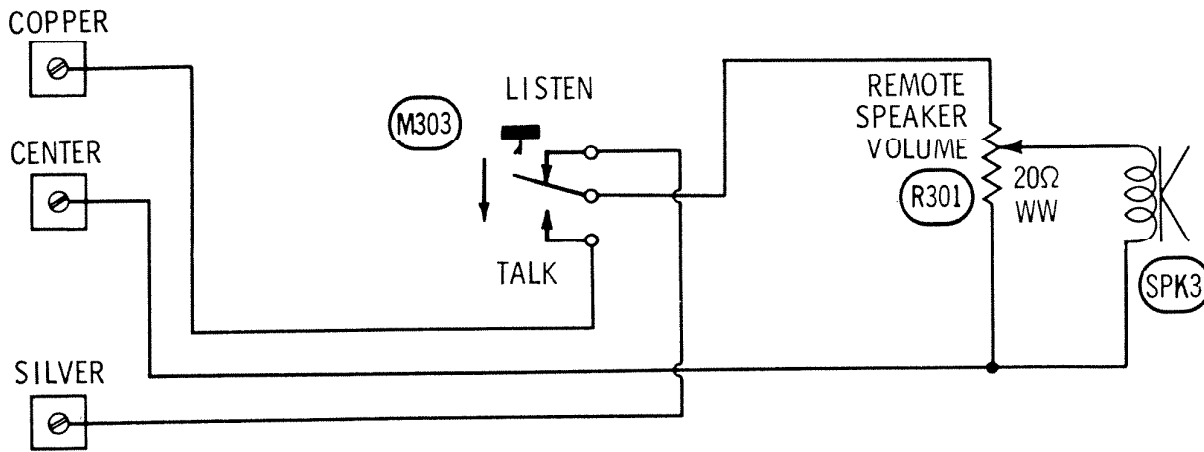 COPPER
CENTER
SILVER
M303
LISTEN
TALK
REMOTE
SPEAKER
VOLUME
R301
20Ω
WW
SPK3